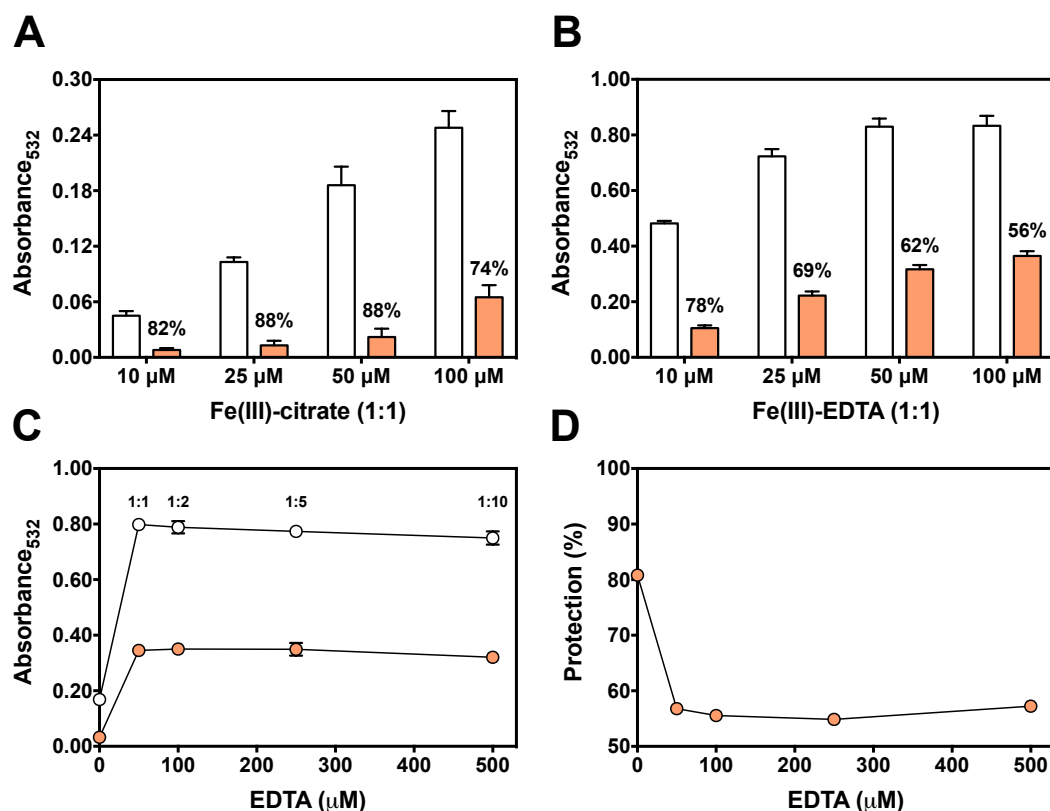 A
B
0.30
0.24
0.18
0.12
0.06
0.00
Absorbance532
82%
88%
88%
74%
10 µM
25 µM
50 µM
100 µM
Fe(III)-citrate (1:1)
1.00
0.80
0.60
0.40
0.20
0.00
Absorbance532
78%
69%
62%
56%
10 µM
25 µM
50 µM
100 µM
Fe(III)-EDTA (1:1)
C
D
1.00
0.80
0.60
0.40
0.20
0.00
Absorbance532
1:1
1:2
1:5
1:10
0
100
200
300
400
500
EDTA (µM)
100
90
80
70
60
50
Protection (%)
0
100
200
300
400
500
EDTA (µM)